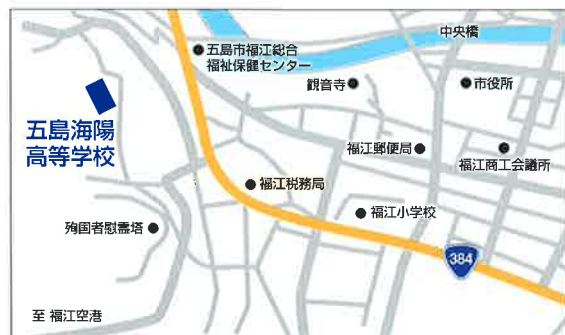 中央橋
五島市福江総合
福祉保健センター
観音寺
市役所
五島海陽
高等学校
福江郵便局
福江商工会議所
福江税務局
福江小学校
殉国者慰霊塔
384
至 福江空港